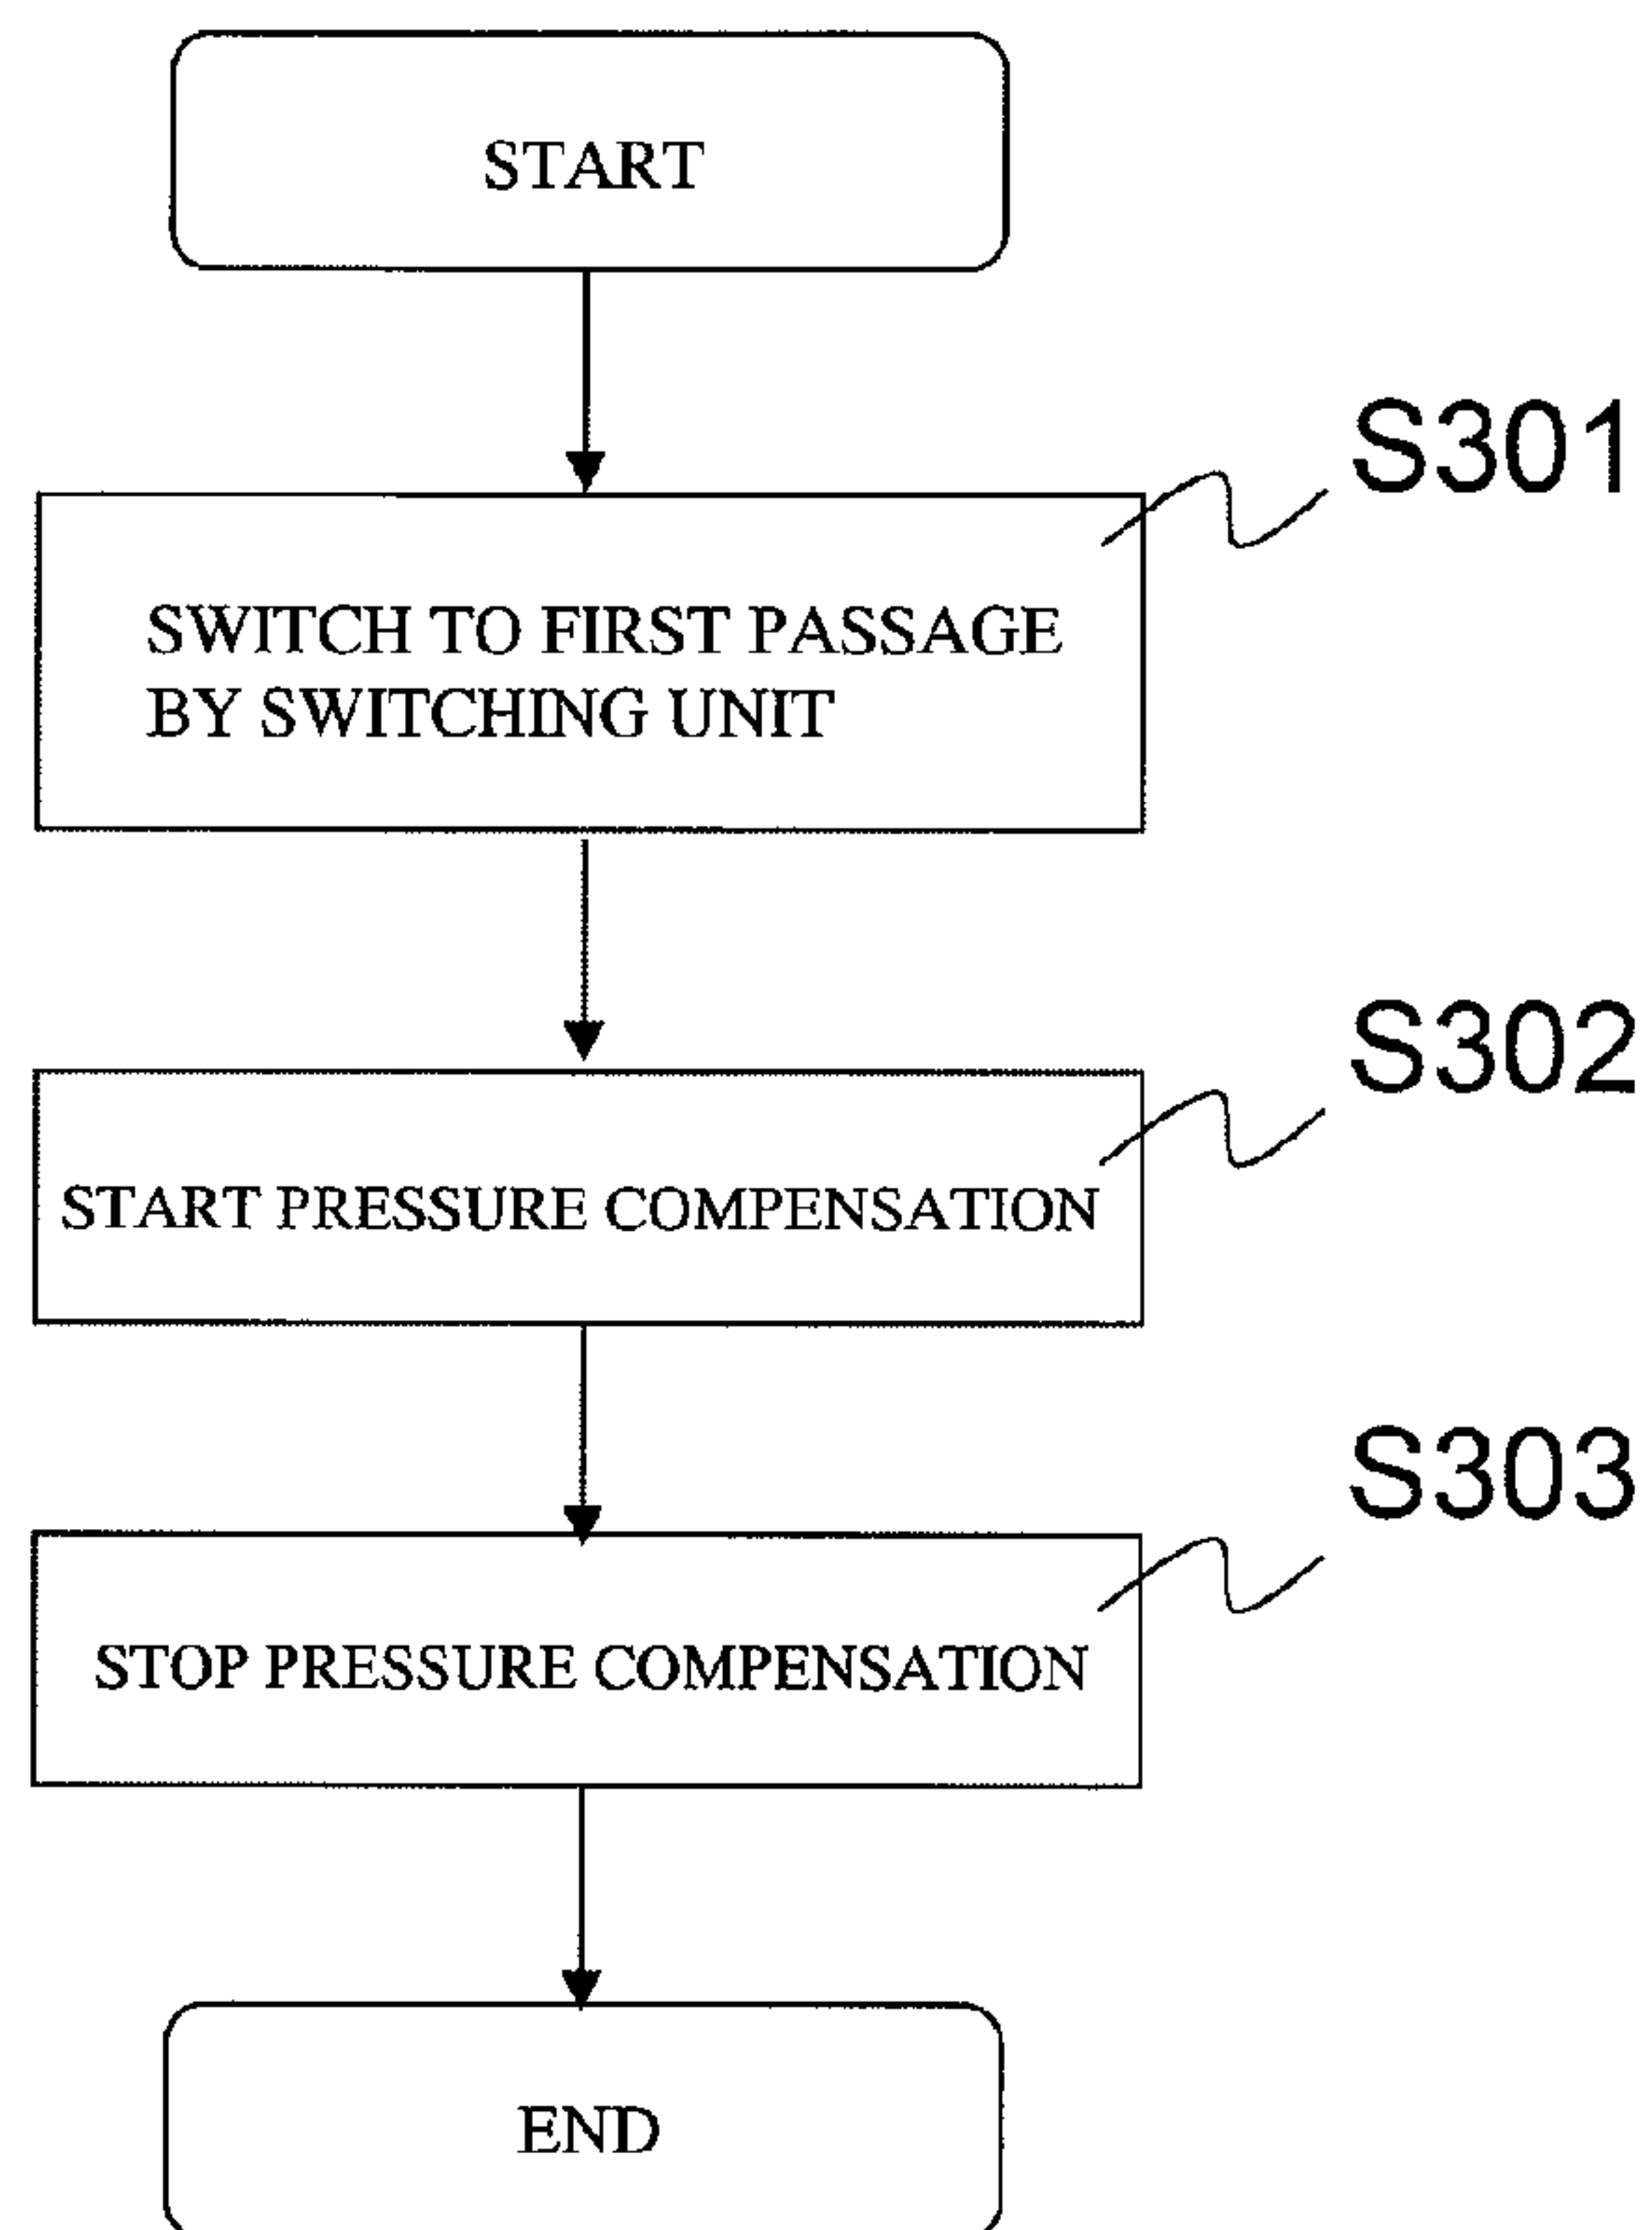 START
S301
SWITCH TO FIRST PASSAGE
BY SWITCHING UNIT
S302
START PRESSURE COMPENSATION
S303
STOP PRESSURE COMPENSATION
END